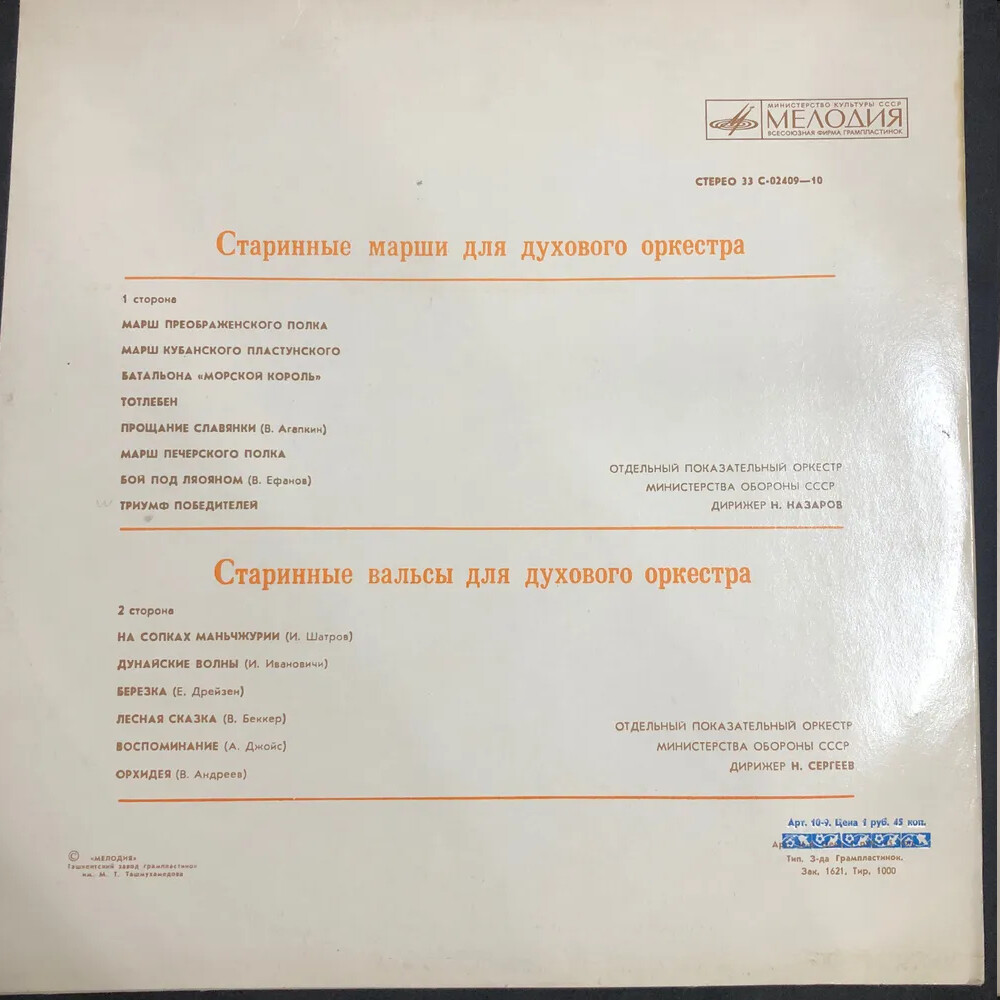 МИНИСТЕРСТВО КУЛЬТУРЫ СССР
МЕЛОДИЯ
ВСЕСОЮЗНАЯ ФИРМА ГРАМПЛАСТИНОК
СТЕРЕО 33 С-02409—10
Старинные марши для духового оркестра
1 сторона
МАРШ ПРЕОБРАЖЕНСКОГО ПОЛКА
МАРШ КУБАНСКОГО ПЛАСТУНСКОГО
БАТАЛЬОНА «МОРСКОЙ КОРОЛЬ»
ТОТЛЕБЕН
ПРОЩАНИЕ СЛАВЯНКИ (В. Агапкин)
МАРШ ПЕЧЕРСКОГО ПОЛКА
БОЙ ПОД ЛЯОЯНОМ (В. Ефанов)
ТРИУМФ ПОБЕДИТЕЛЕЙ
ОТДЕЛЬНЫЙ ПОКАЗАТЕЛЬНЫЙ ОРКЕСТР
МИНИСТЕРСТВА ОБОРОНЫ СССР
ДИРИЖЕР Н. НАЗАРОВ
Старинные вальсы для духового оркестра
2 сторона
НА СОПКАХ МАНЬЧЖУРИИ (И. Шатров)
ДУНАЙСКИЕ ВОЛНЫ (И. Ивановичи)
БЕРЕЗКА (Е. Дрейзен)
ЛЕСНАЯ СКАЗКА (В. Беккер)
ВОСПОМИНАНИЕ (А. Джойс)
ОРХИДЕЯ (В. Андреев)
ОТДЕЛЬНЫЙ ПОКАЗАТЕЛЬНЫЙ ОРКЕСТР
МИНИСТЕРСТВА ОБОРОНЫ СССР
ДИРИЖЕР Н. СЕРГЕЕВ
Арт. 10-9. Цена 1 руб. 45 коп.
Тип. З-да Грампластинок.
Зак. 1621, Тир. 1000
© «МЕЛОДИЯ»
Ташкентский завод грампластинок
им. М. Т. Ташмухамедова